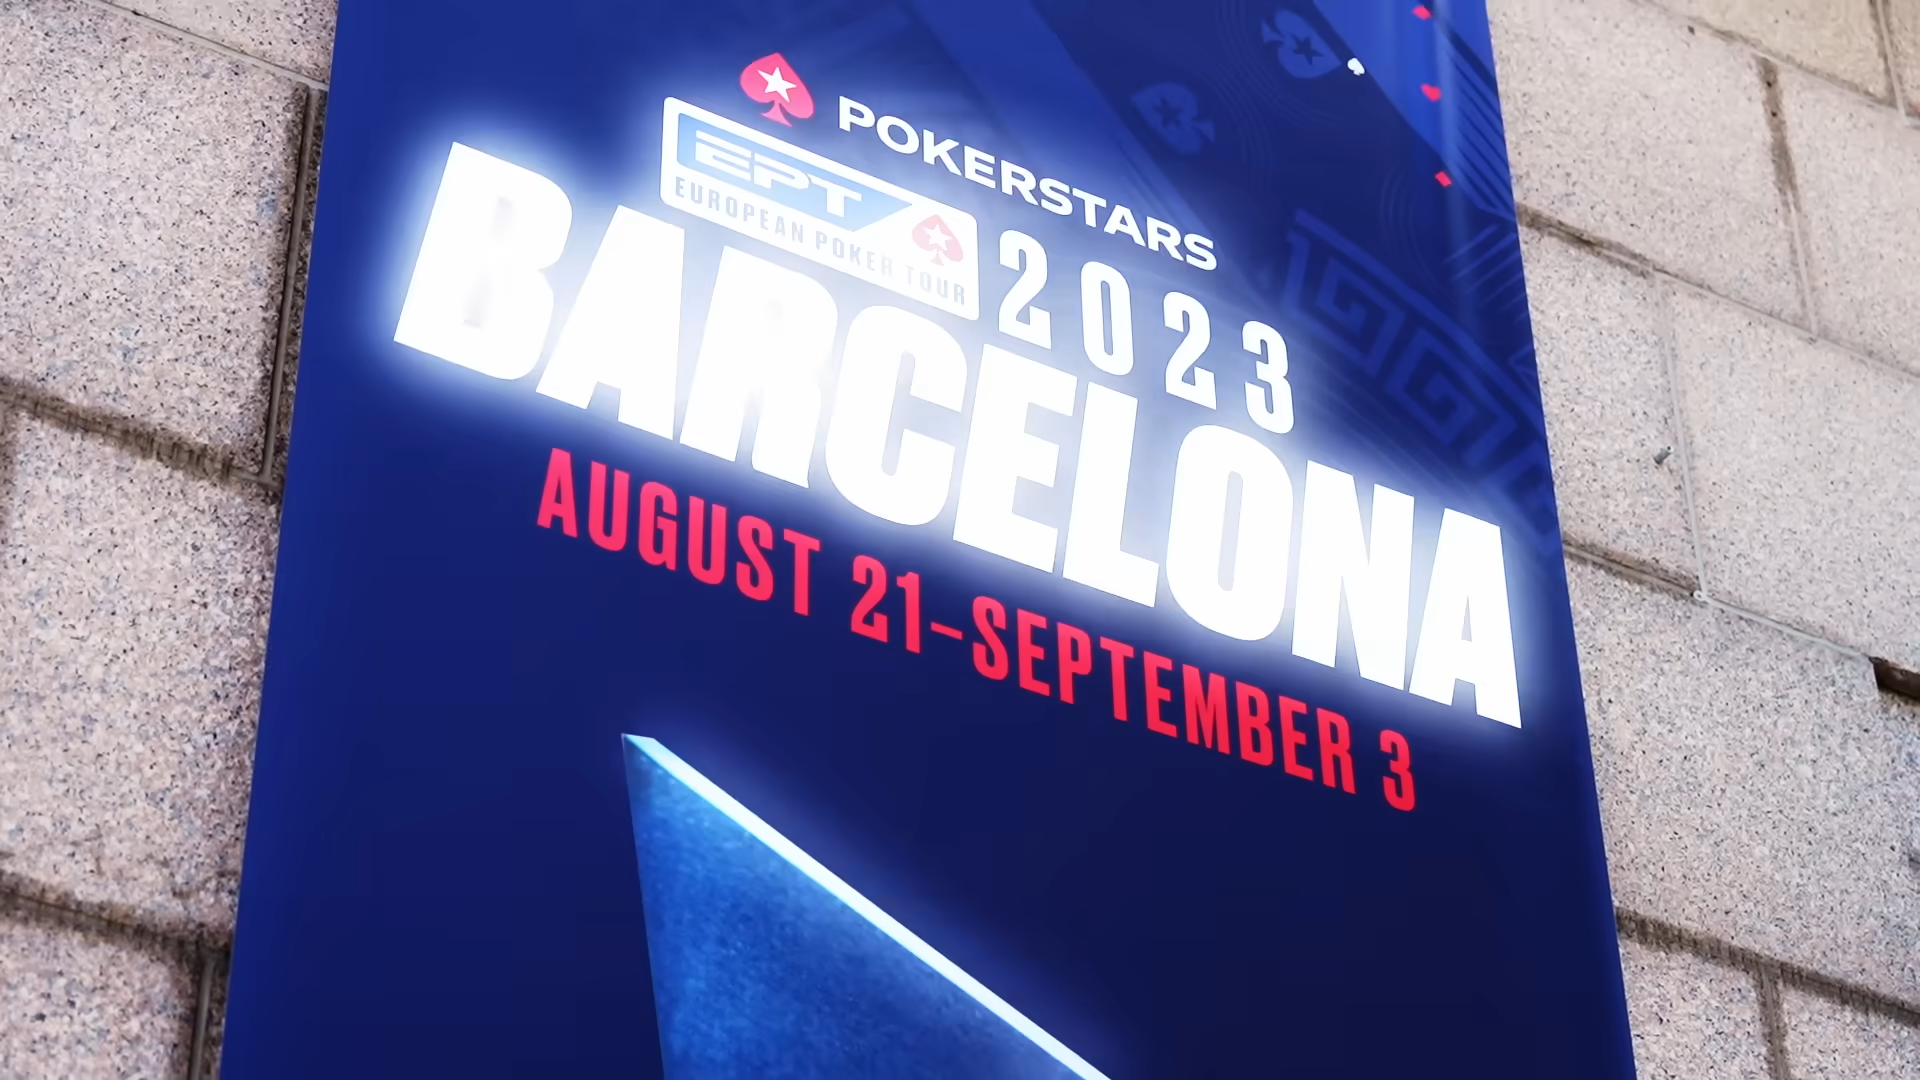 POKERSTARS
EPT
EUROPEAN POKER TOUR
2023
BARCELONA
AUGUST 21–SEPTEMBER 3